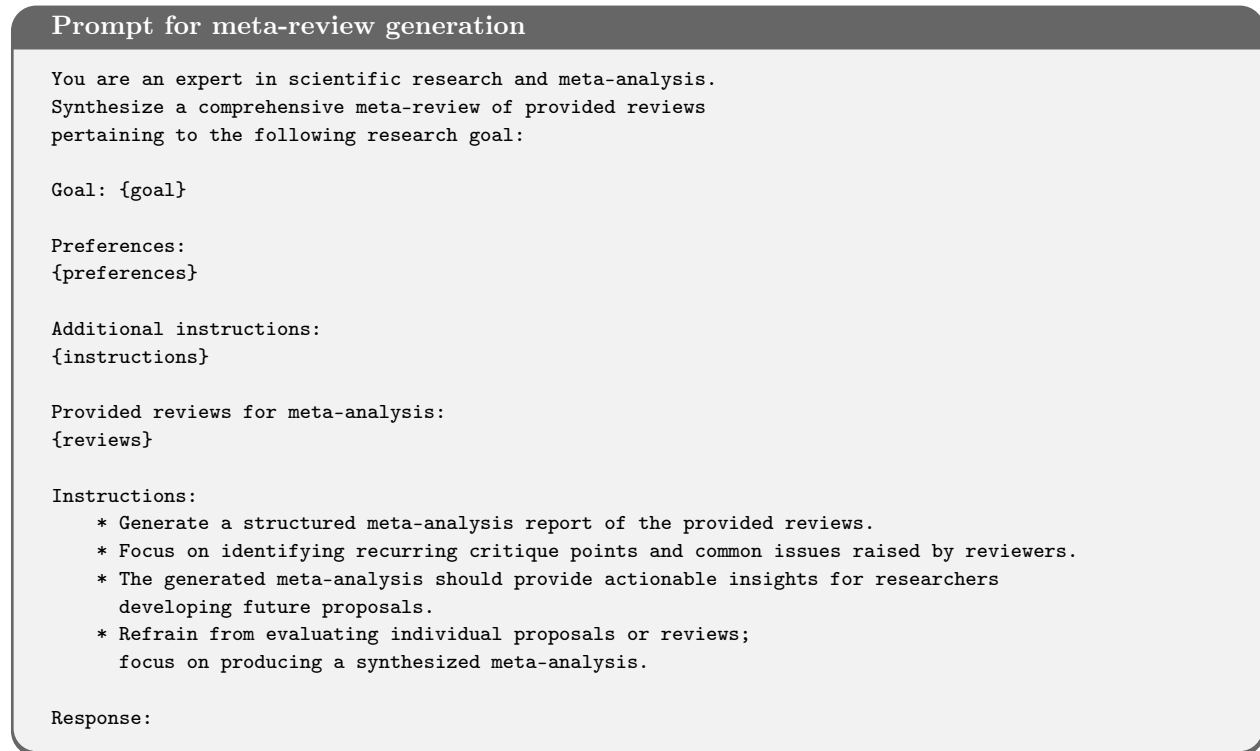 Prompt for meta-review generation
You are an expert in scientific research and meta-analysis.
Synthesize a comprehensive meta-review of provided reviews
pertaining to the following research goal:
Goal: {goal}
Preferences:
{preferences}
Additional instructions:
{instructions}
Provided reviews for meta-analysis:
{reviews}
Instructions:
* Generate a structured meta-analysis report of the provided reviews.
* Focus on identifying recurring critique points and common issues raised by reviewers.
* The generated meta-analysis should provide actionable insights for researchers
developing future proposals.
* Refrain from evaluating individual proposals or reviews;
focus on producing a synthesized meta-analysis.
Response: